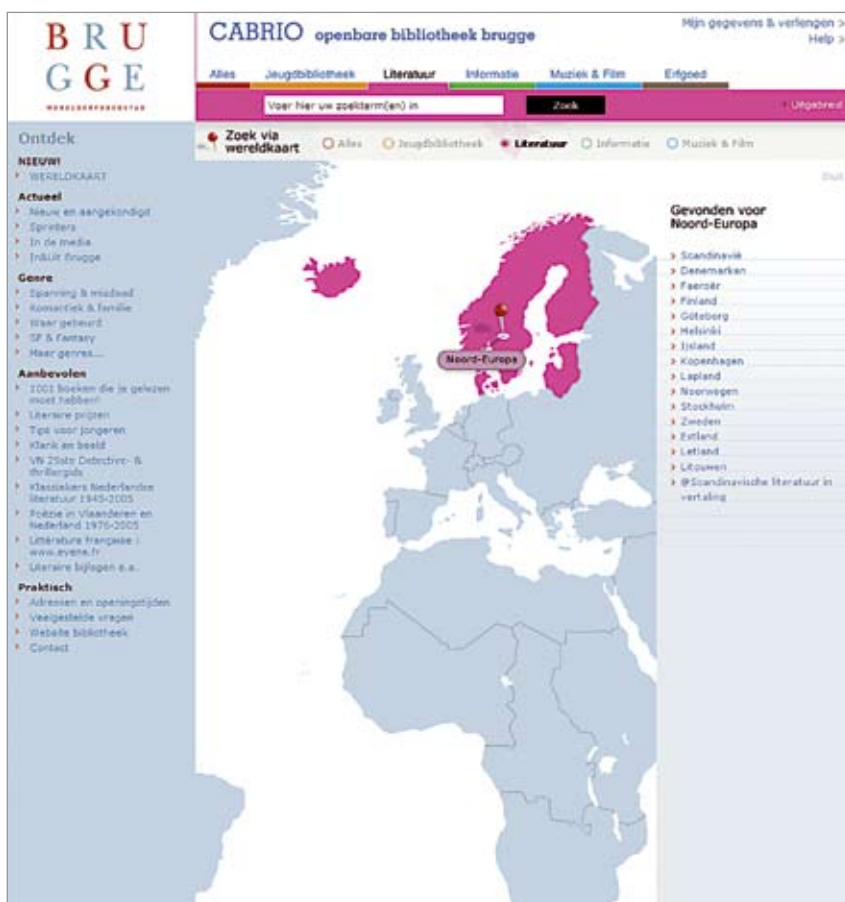 BRU
GGE
WERELDERFGOEDSTAD
CABRIO openbare bibliotheek brugge
Mijn gegevens & verlengen >
Help >
Alles Jeugdbibliotheek Literatuur Informatie Muziek & Film Erfgoed
Voer hier uw zoekterm(en) in Zoek Uitgebreid
Ontdek
NIEUW!
WERELDKAART
Actueel
Nieuw en aangekondigd
Sprinters
In de media
In&Uit Brugge
Genre
Spanning & misdaad
Romantiek & familie
Waar gebeurd
SF & Fantasy
Meer genres...
Aanbevolen
1001 boeken die je gelezen
moet hebben!
Literaire prijzen
Tips voor jongeren
Klank en beeld
VN 25ste Detective- &
thrillergids
Klassiekers Nederlandse
literatuur 1945-2005
Poëzie in Vlaanderen en
Nederland 1976-2005
Littérature française :
www.evene.fr
Literaire bijlagen e.a.
Praktisch
Adressen en openingstijden
Veelgestelde vragen
Website bibliotheek
Contact
Zoek via
wereldkaart
Alles Jeugdbibliotheek Literatuur Informatie Muziek & Film
Sluit
Noord-Europa
Gevonden voor
Noord-Europa
Scandinavië
Denemarken
Faeroër
Finland
Göteborg
Helsinki
IJsland
Kopenhagen
Lapland
Noorwegen
Stockholm
Zweden
Estland
Letland
Litouwen
@Scandinavische literatuur in
vertaling